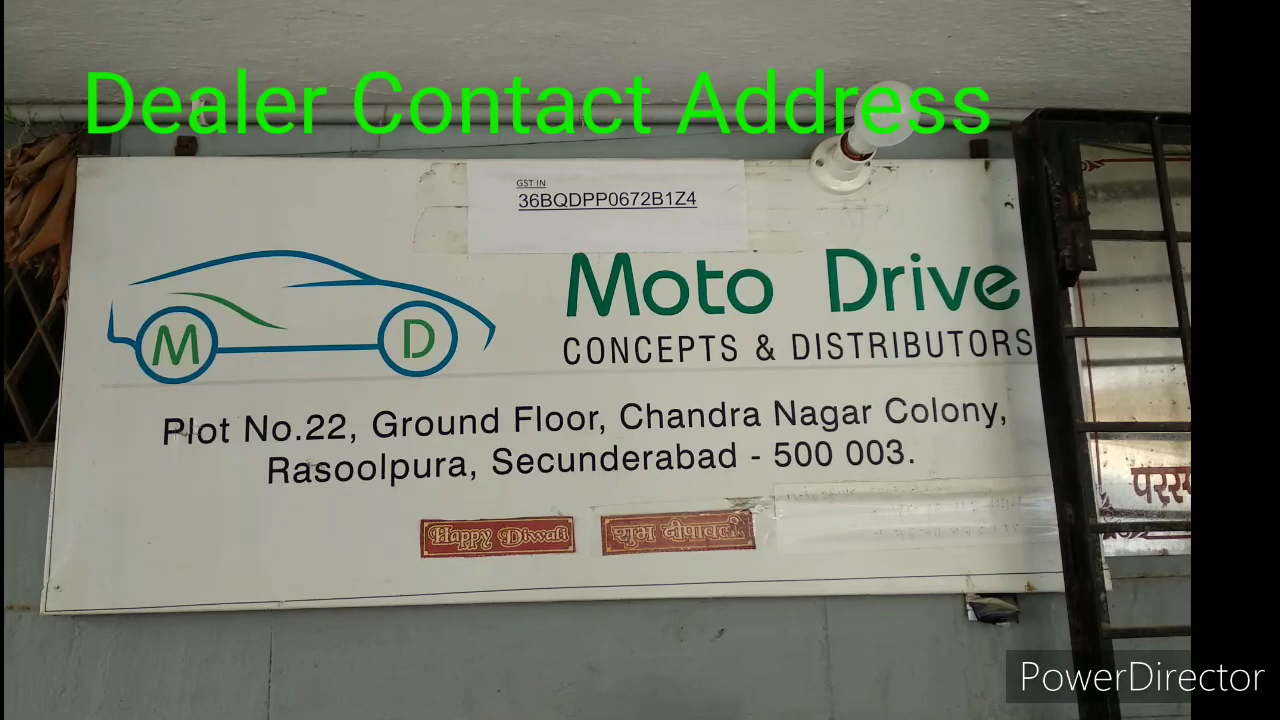 Dealer Contact Address
GST IN
36BQDPP0672B1Z4
Moto Drive
CONCEPTS & DISTRIBUTORS
M D
Plot No.22, Ground Floor, Chandra Nagar Colony,
Rasoolpura, Secunderabad - 500 003.
Happy Diwali
शुभ दीपावली
PowerDirector